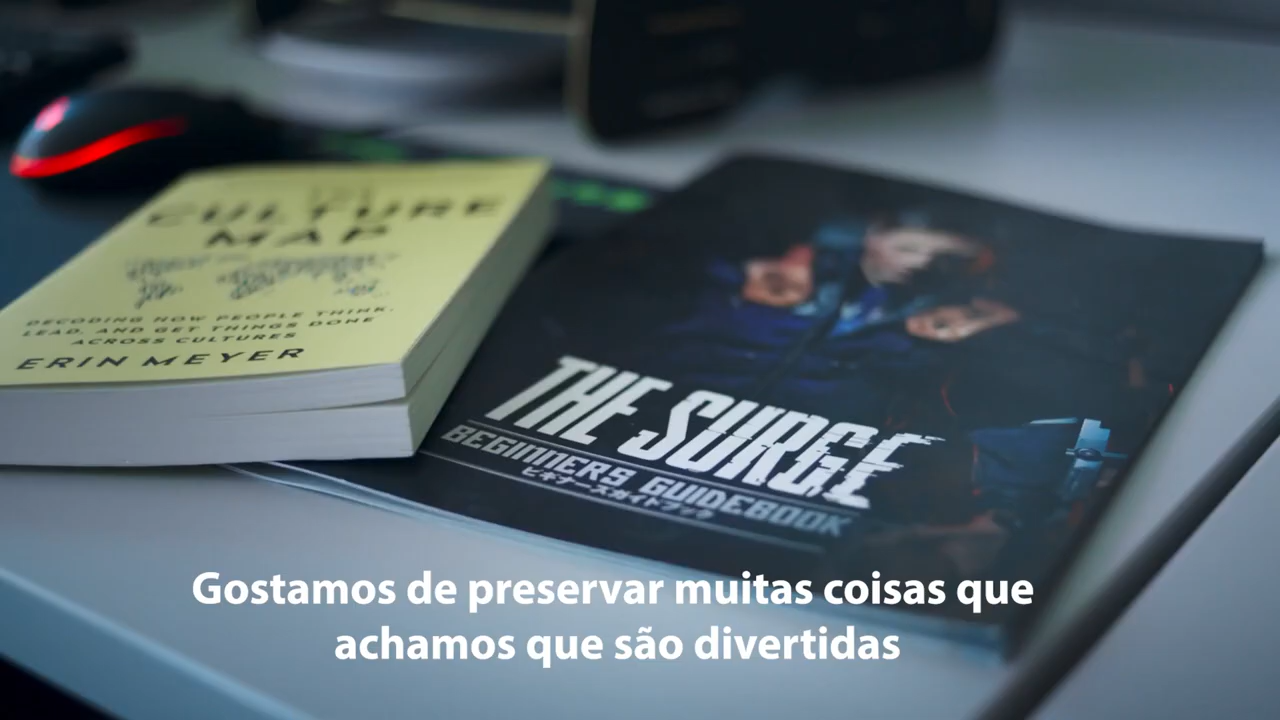 THE
CULTURE
MAP
DECODING HOW PEOPLE THINK,
LEAD, AND GET THINGS DONE
ACROSS CULTURES
ERIN MEYER
THE SURGE
BEGINNERS GUIDEBOOK
ビギナーズガイドブック
Gostamos de preservar muitas coisas que
achamos que são divertidas